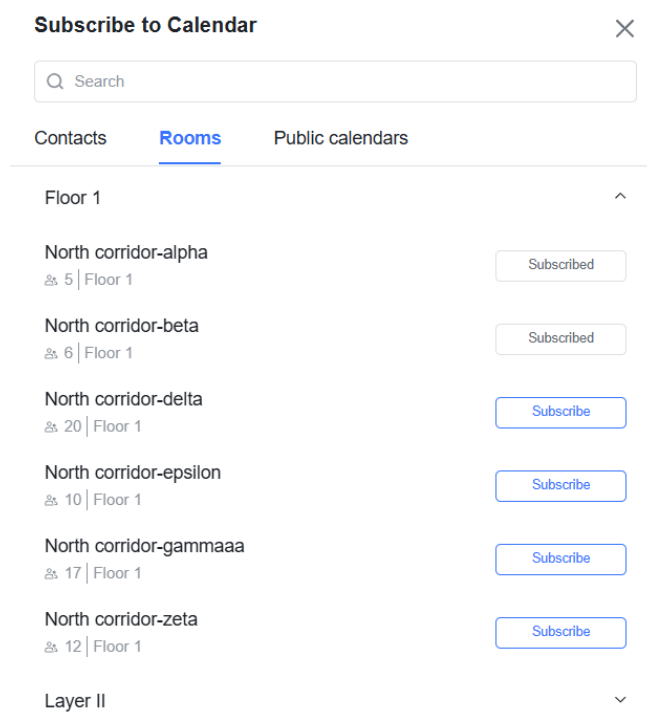 Subscribe to Calendar
Search
Contacts Rooms Public calendars
Floor 1
North corridor-alpha
5 | Floor 1
Subscribed
North corridor-beta
6 | Floor 1
Subscribed
North corridor-delta
20 | Floor 1
Subscribe
North corridor-epsilon
10 | Floor 1
Subscribe
North corridor-gammaaa
17 | Floor 1
Subscribe
North corridor-zeta
12 | Floor 1
Subscribe
Layer II